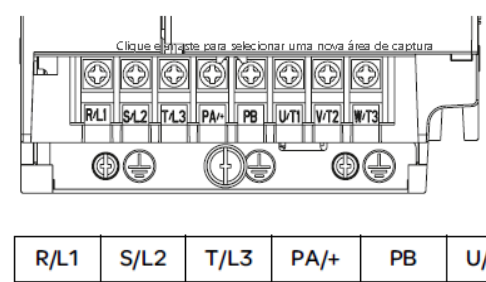 Clique e arraste para selecionar uma nova área de captura
R/L1 S/L2 T/L3 PA/+ PB U/T1 V/T2 W/T3
R/L1 S/L2 T/L3 PA/+ PB U/